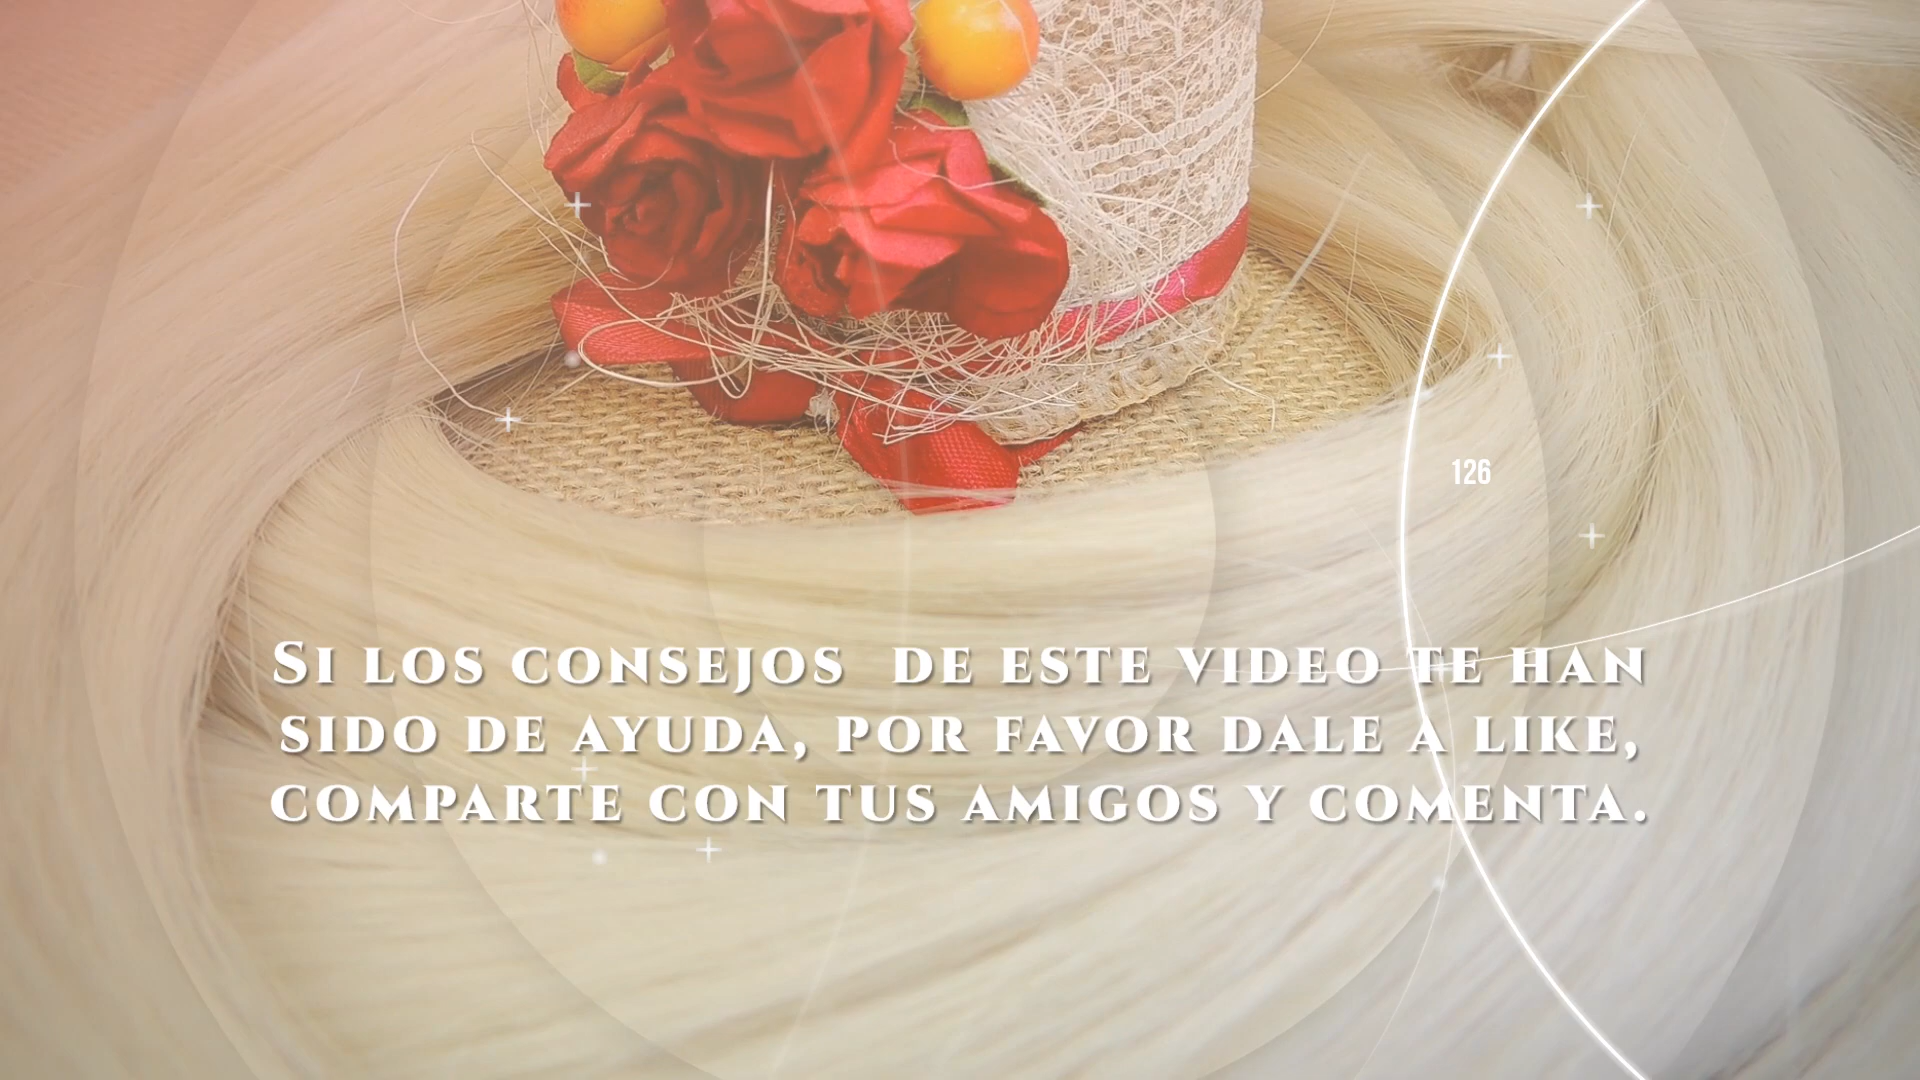 126
Si los consejos  de este video te han
sido de ayuda, por favor dale a like,
comparte con tus amigos y comenta.